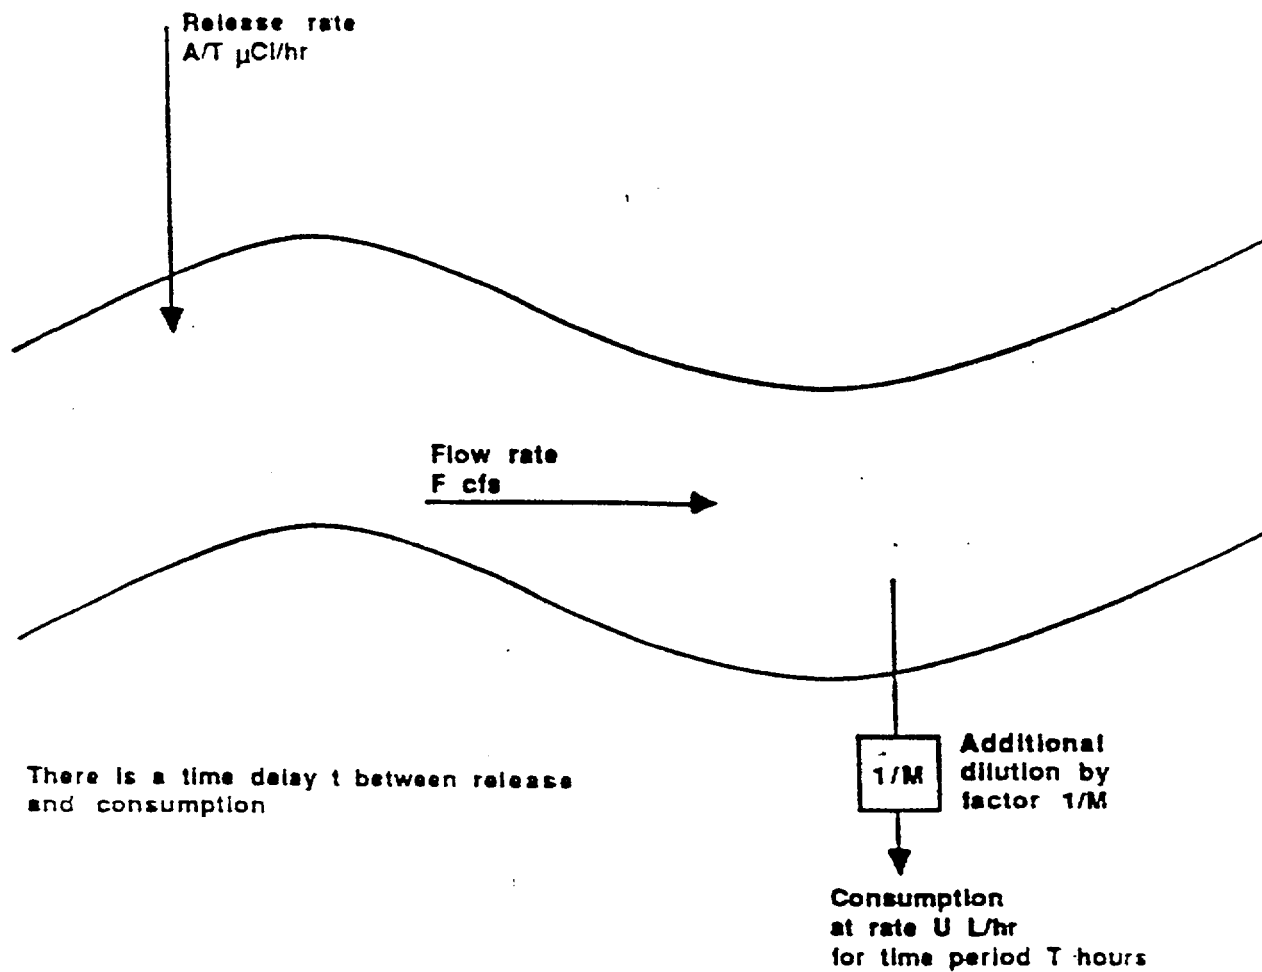 Release rate
A/T μCi/hr
Flow rate
F cfs
There is a time delay t between release
and consumption
1/M
Additional
dilution by
factor 1/M
Consumption
at rate U L/hr
for time period T hours